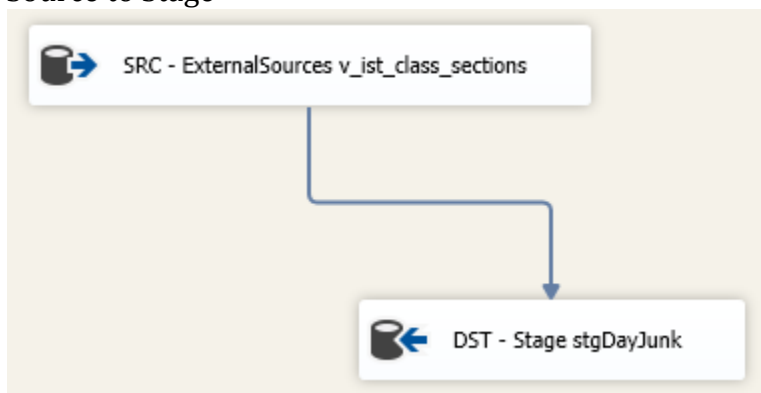 Source to Stage
SRC - ExternalSources v_ist_class_sections
DST - Stage stgDayJunk